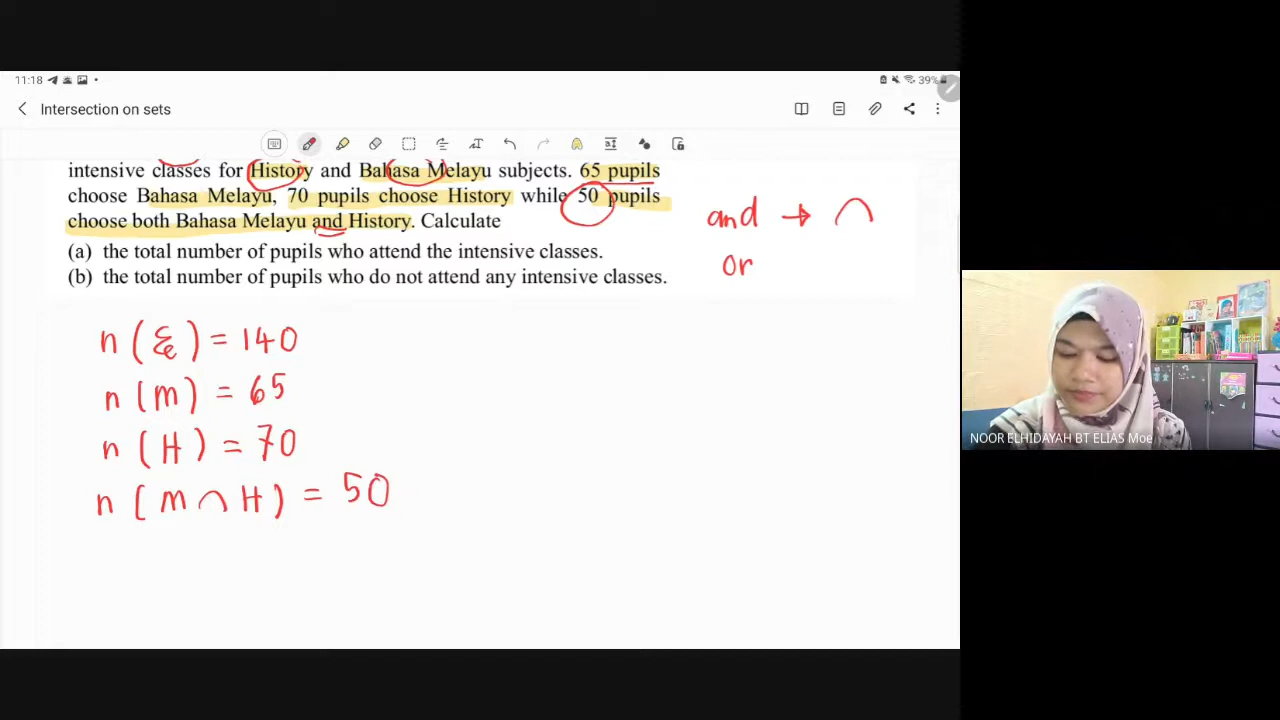 11:18
39%
Intersection on sets
intensive classes for History and Bahasa Melayu subjects. 65 pupils
choose Bahasa Melayu, 70 pupils choose History while 50 pupils
choose both Bahasa Melayu and History. Calculate
(a) the total number of pupils who attend the intensive classes.
(b) the total number of pupils who do not attend any intensive classes.
and → ∩
or
n (ξ) = 140
n (M) = 65
n (H) = 70
n (M ∩ H) = 50
NOOR ELHIDAYAH BT ELIAS Moe